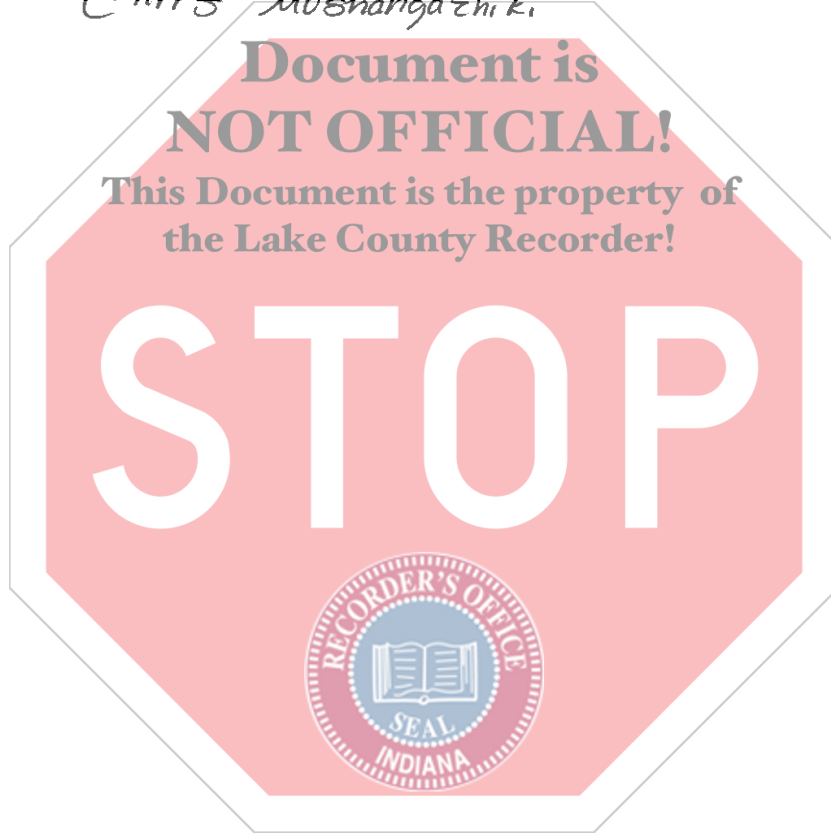 Mushangazhiki
Document is
NOT OFFICIAL!
This Document is the property of
the Lake County Recorder!
STOP
RECORDER'S OFFICE
SEAL
INDIANA